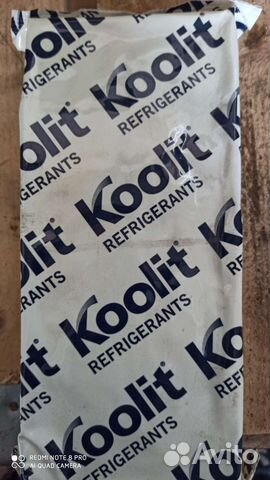 Koolit®
REFRIGERANTS
Koolit®
REFRIGERANTS
Koolit®
REFRIGERANTS
Koolit®
REFRIGERANTS
Koolit®
REFRIGERANTS
Koolit
REFRIGERANTS
REDMI NOTE 8 PRO
AI QUAD CAMERA
Avito